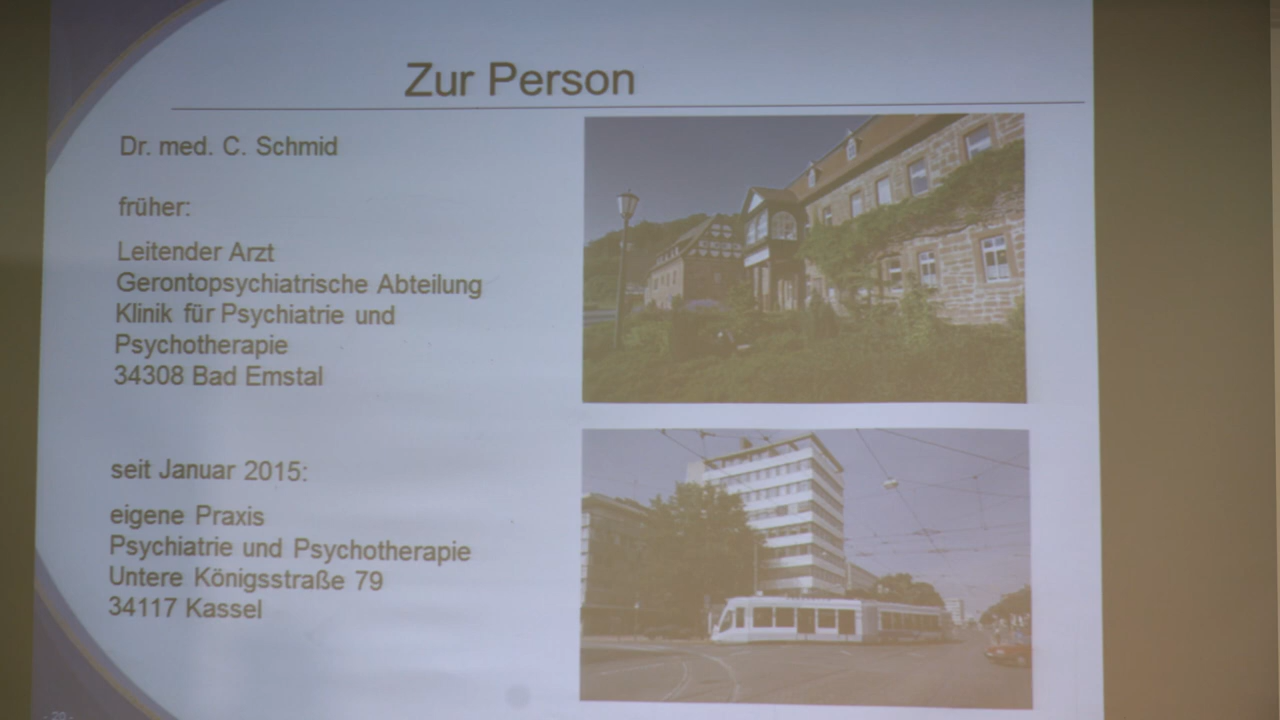 Zur Person
Dr. med. C. Schmid
früher:
Leitender Arzt
Gerontopsychiatrische Abteilung
Klinik für Psychiatrie und
Psychotherapie
34308 Bad Emstal
seit Januar 2015:
eigene Praxis
Psychiatrie und Psychotherapie
Untere Königsstraße 79
34117 Kassel
- 20 -